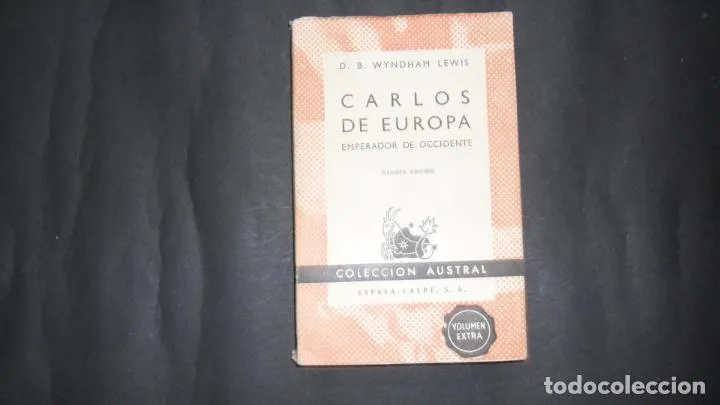 D. B. WYNDHAM LEWIS
CARLOS
DE EUROPA
EMPERADOR DE OCCIDENTE
(CUARTA EDICIÓN)
COLECCION AUSTRAL
ESPASA-CALPE, S. A.
VOLUMEN
EXTRA
todocoleccion